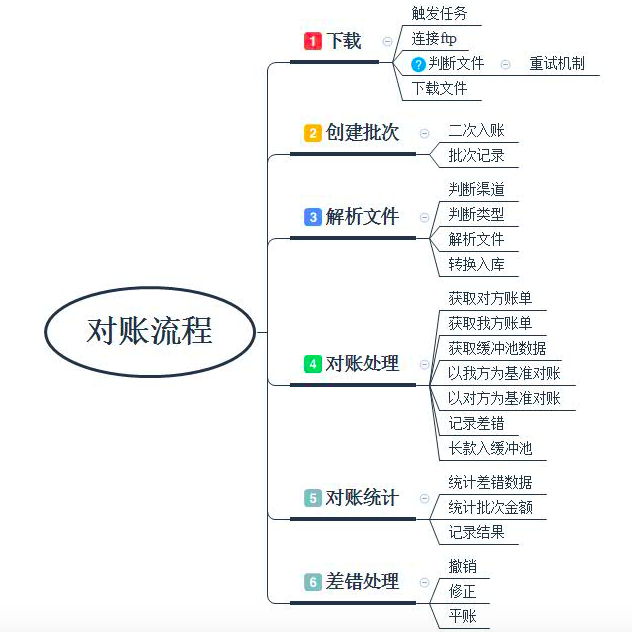 对账流程
1 下载
触发任务
连接ftp
? 判断文件
重试机制
下载文件
2 创建批次
二次入账
批次记录
3 解析文件
判断渠道
判断类型
解析文件
转换入库
4 对账处理
获取对方账单
获取我方账单
获取缓冲池数据
以我方为基准对账
以对方为基准对账
记录差错
长款入缓冲池
5 对账统计
统计差错数据
统计批次金额
记录结果
6 差错处理
撤销
修正
平账